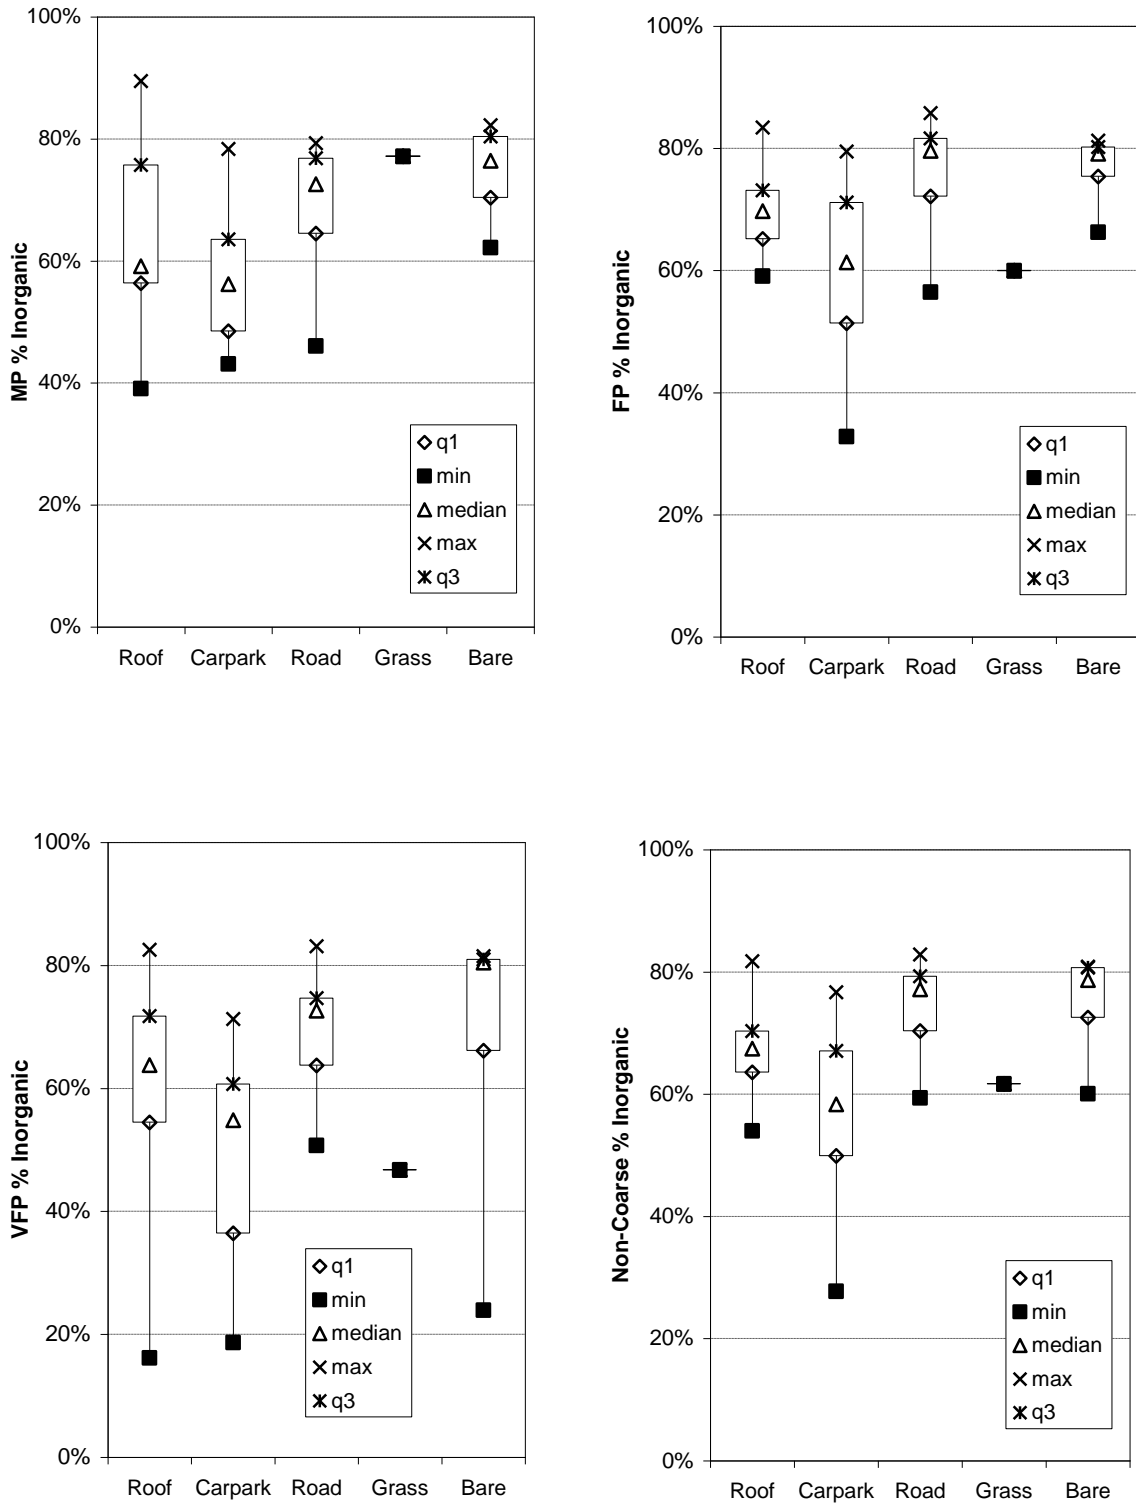 100%
80%
60%
40%
20%
0%
MP % Inorganic
q1
min
median
max
q3
Roof Carpark Road Grass Bare
100%
80%
60%
40%
20%
0%
FP % Inorganic
q1
min
median
max
q3
Roof Carpark Road Grass Bare
100%
80%
60%
40%
20%
0%
VFP % Inorganic
q1
min
median
max
q3
Roof Carpark Road Grass Bare
100%
80%
60%
40%
20%
0%
Non-Coarse % Inorganic
q1
min
median
max
q3
Roof Carpark Road Grass Bare